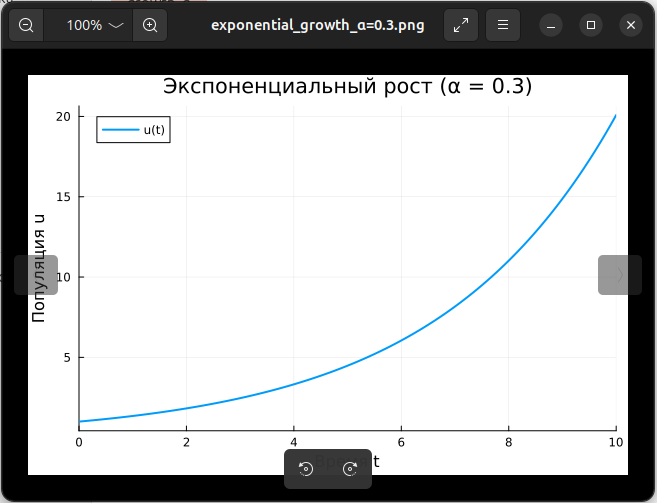 100%
exponential_growth_α=0.3.png
Экспоненциальный рост (α = 0.3)
u(t)
Популяция u
20
15
10
5
0 2 4 6 8 10
t